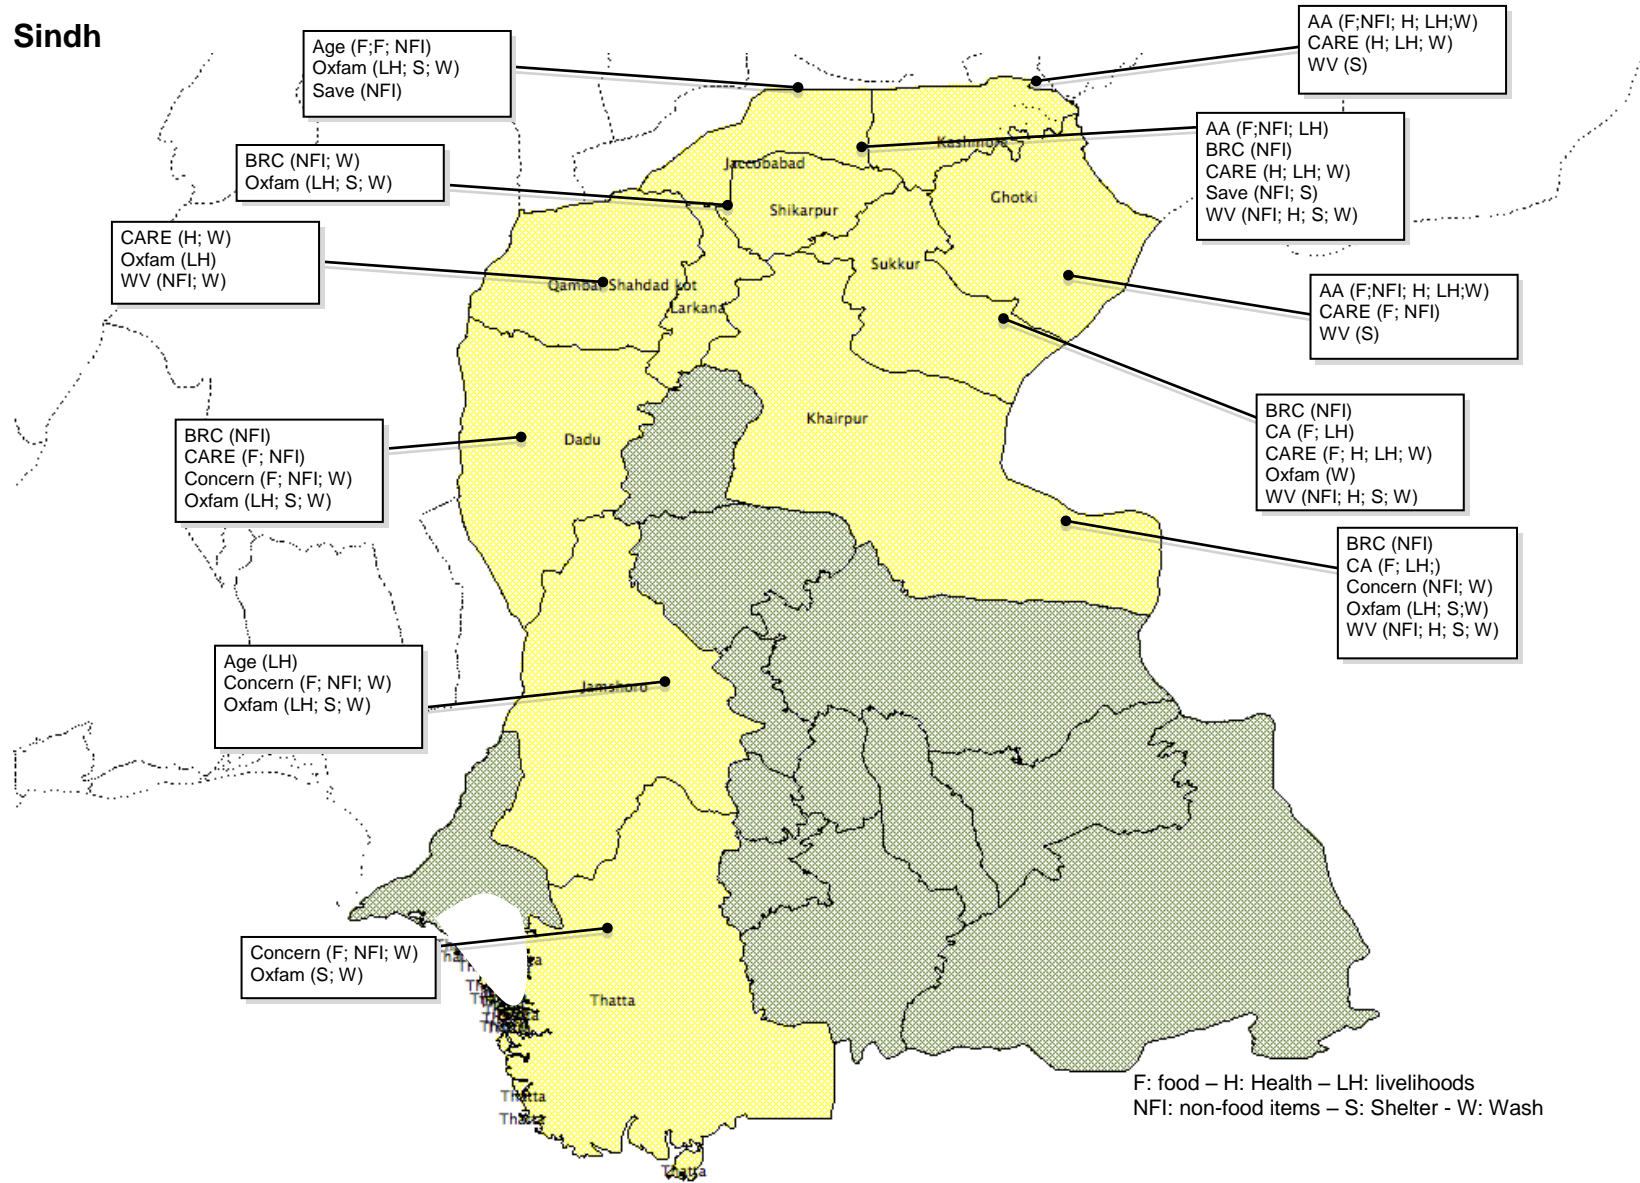 Sindh
Age (F;F; NFI)
Oxfam (LH; S; W)
Save (NFI)
AA (F;NFI; H; LH;W)
CARE (H; LH; W)
WV (S)
BRC (NFI; W)
Oxfam (LH; S; W)
AA (F;NFI; LH)
BRC (NFI)
CARE (H; LH; W)
Save (NFI; S)
WV (NFI; H; S; W)
CARE (H; W)
Oxfam (LH)
WV (NFI; W)
AA (F;NFI; H; LH;W)
CARE (F; NFI)
WV (S)
BRC (NFI)
CARE (F; NFI)
Concern (F; NFI; W)
Oxfam (LH; S; W)
BRC (NFI)
CA (F; LH)
CARE (F; H; LH; W)
Oxfam (W)
WV (NFI; H; S; W)
BRC (NFI)
CA (F; LH;)
Concern (NFI; W)
Oxfam (LH; S;W)
WV (NFI; H; S; W)
Age (LH)
Concern (F; NFI; W)
Oxfam (LH; S; W)
Concern (F; NFI; W)
Oxfam (S; W)
Kashmore
Jaccobabad
Ghotki
Shikarpur
Sukkur
Qambar Shahdad kot
Larkana
Khairpur
Dadu
Jamshoro
Thatta
Thatta
Thatta
Thatta
F: food – H: Health – LH: livelihoods
NFI: non-food items – S: Shelter - W: Wash